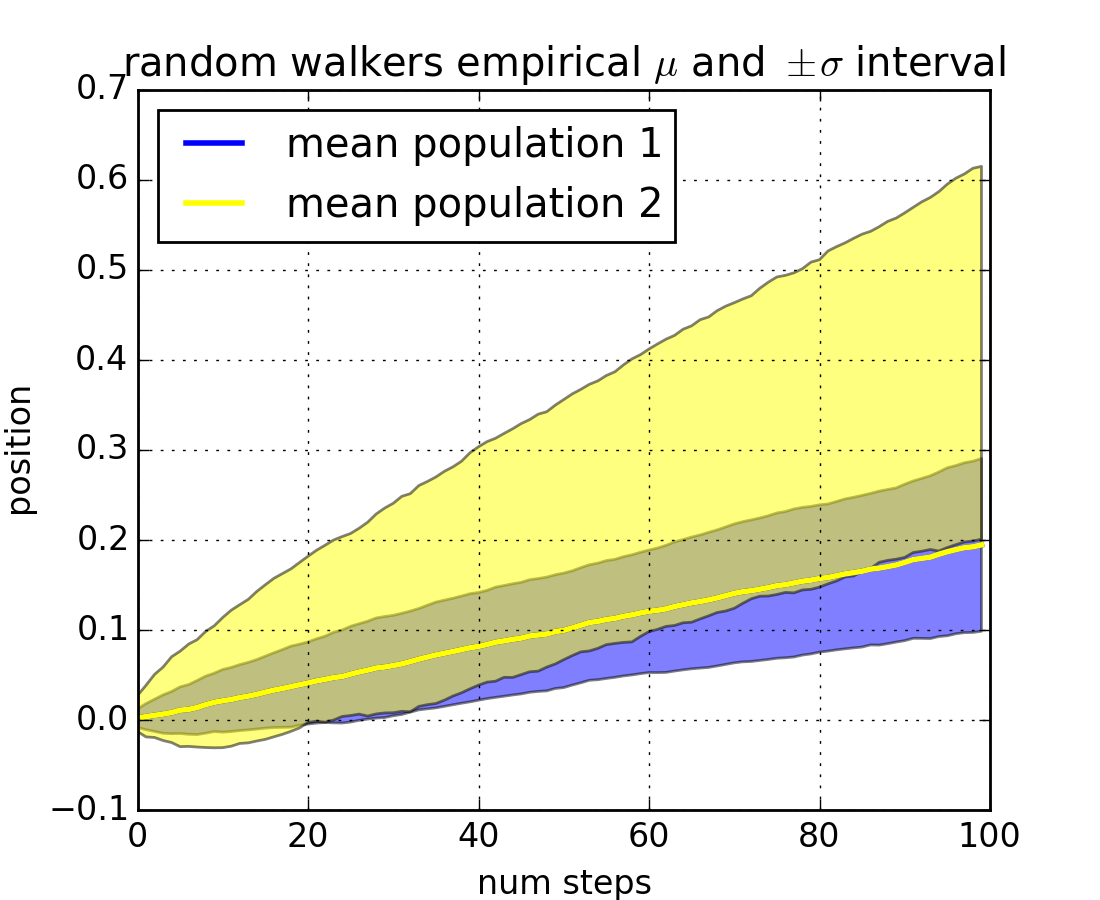 random walkers empirical μ and ±σ interval
mean population 1
mean population 2
0.7
0.6
0.5
0.4
0.3
0.2
0.1
0.0
−0.1
position
0 20 40 60 80 100
num steps